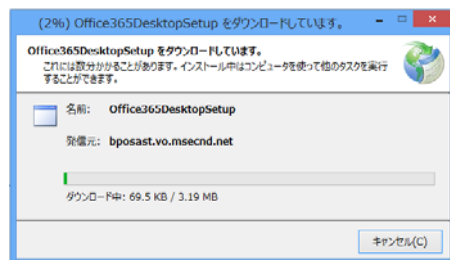 (2%) Office365DesktopSetup をダウンロードしています。
Office365DesktopSetup をダウンロードしています。
これには数分かかることがあります。インストール中はコンピュータを使って他のタスクを実行
することができます。
名前: Office365DesktopSetup
発信元: bposast.vo.msecnd.net
ダウンロード中: 69.5 KB / 3.19 MB
キャンセル(C)